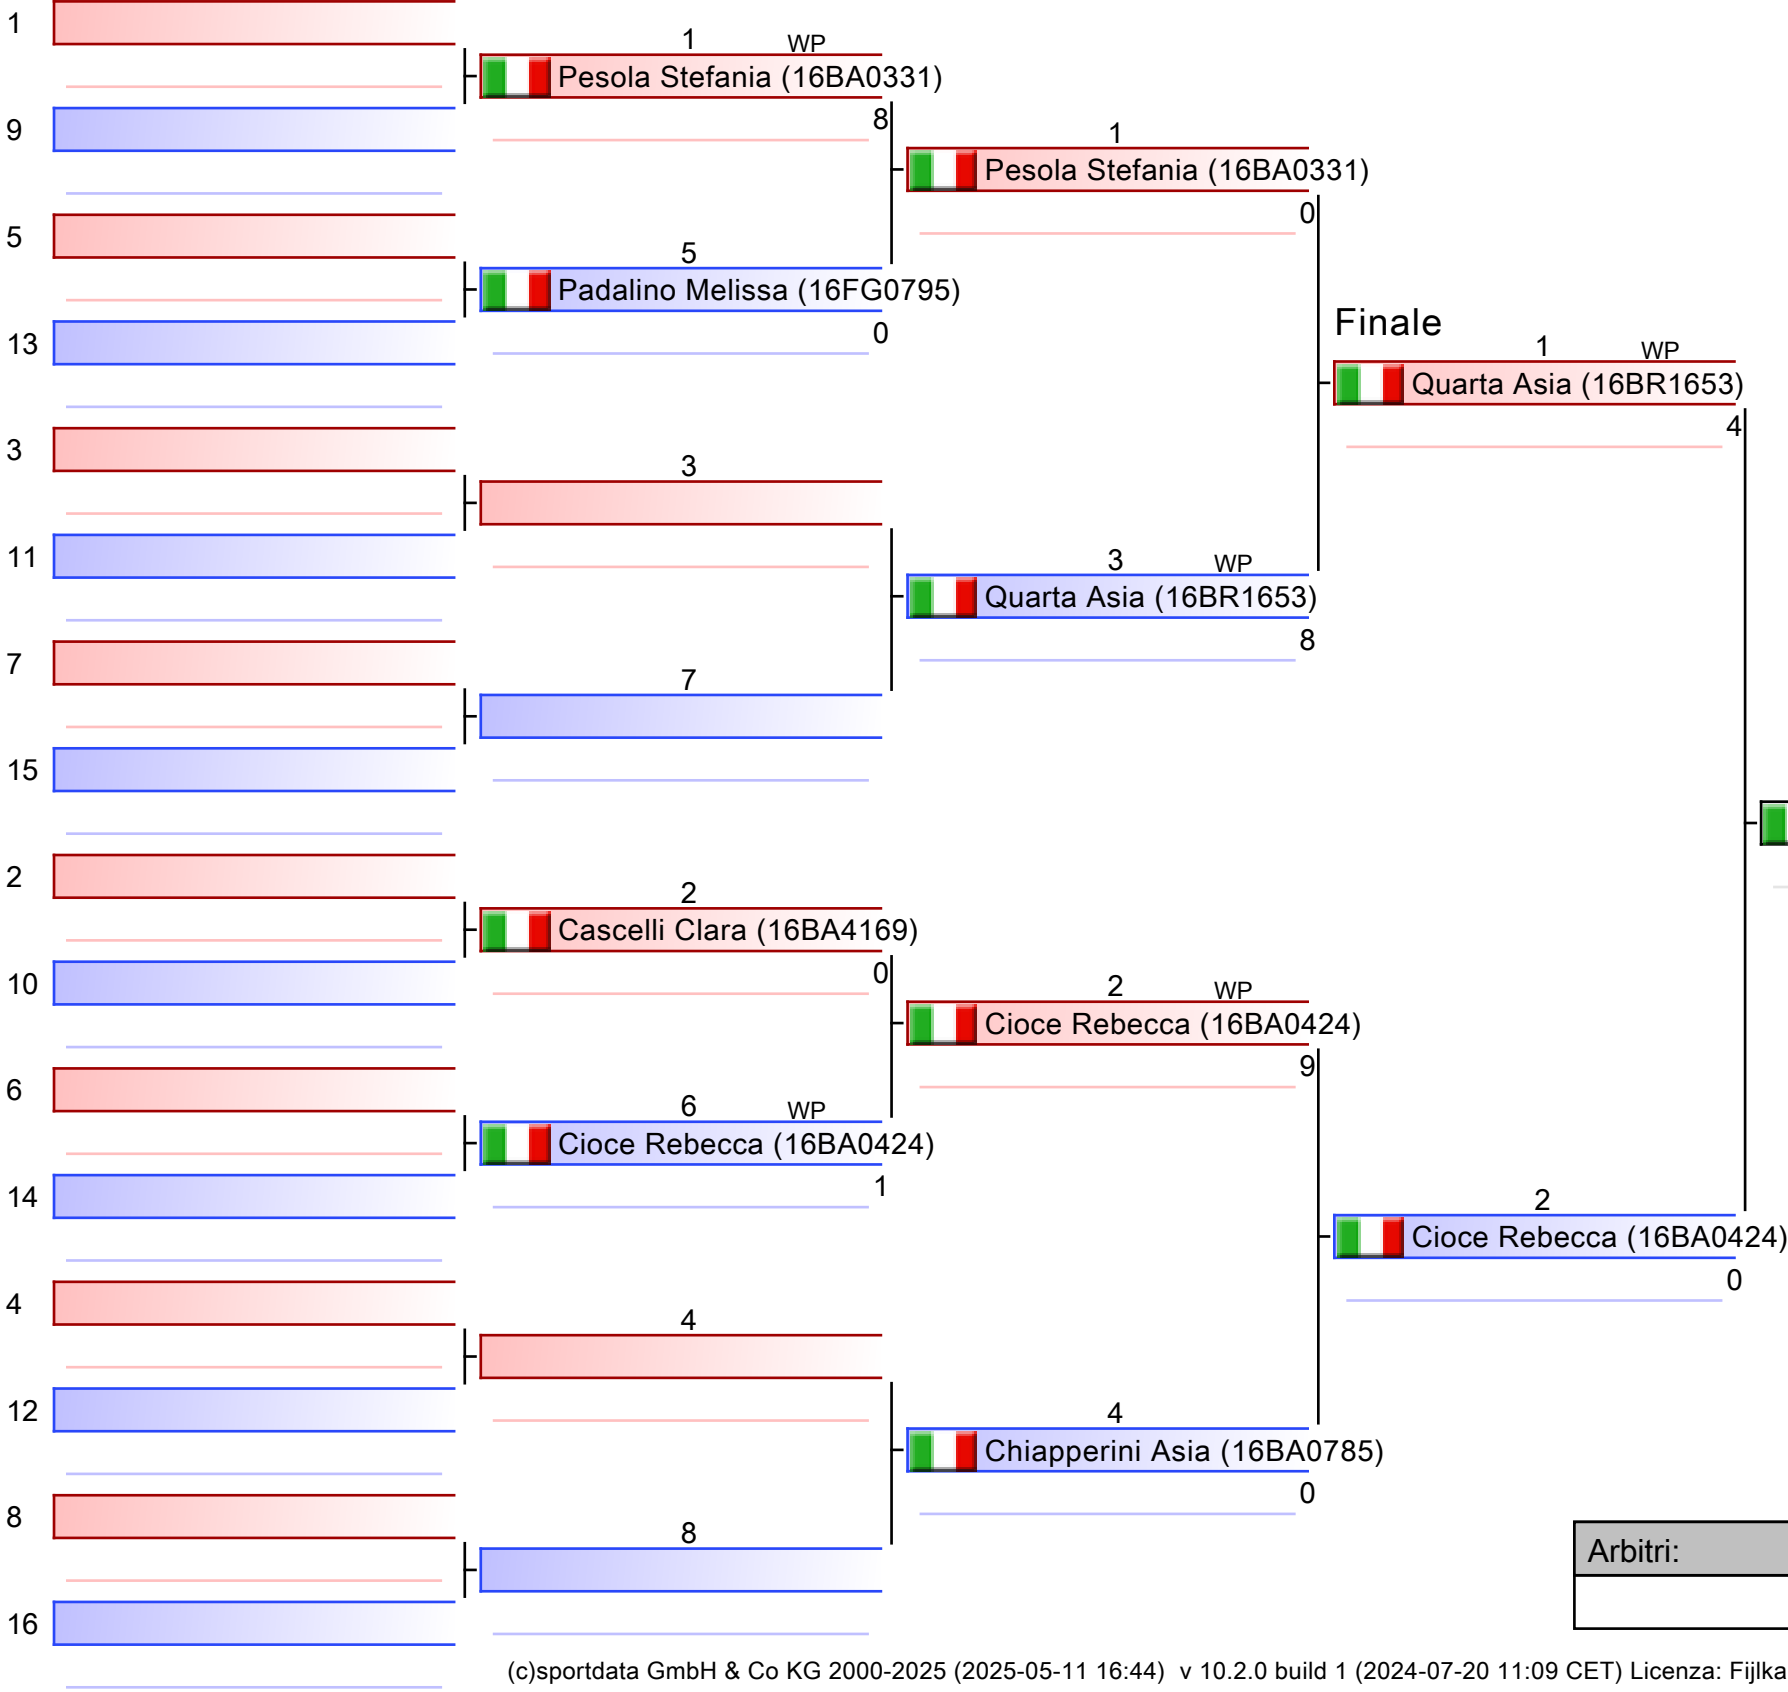 1
9
5
13
3
11
7
15
2
10
6
14
4
12
8
16
1 WP
Pesola Stefania (16BA0331)
8
5
Padalino Melissa (16FG0795)
0
3
7
2
Cascelli Clara (16BA4169)
0
6 WP
Cioce Rebecca (16BA0424)
1
4
8
1
Pesola Stefania (16BA0331)
0
3 WP
Quarta Asia (16BR1653)
8
2 WP
Cioce Rebecca (16BA0424)
9
4
Chiapperini Asia (16BA0785)
0
Finale
1 WP
Quarta Asia (16BR1653)
4
2
Cioce Rebecca (16BA0424)
0
Arbitri:
(c)sportdata GmbH & Co KG 2000-2025 (2025-05-11 16:44) v 10.2.0 build 1 (2024-07-20 11:09 CET) Licenza: Fijlka